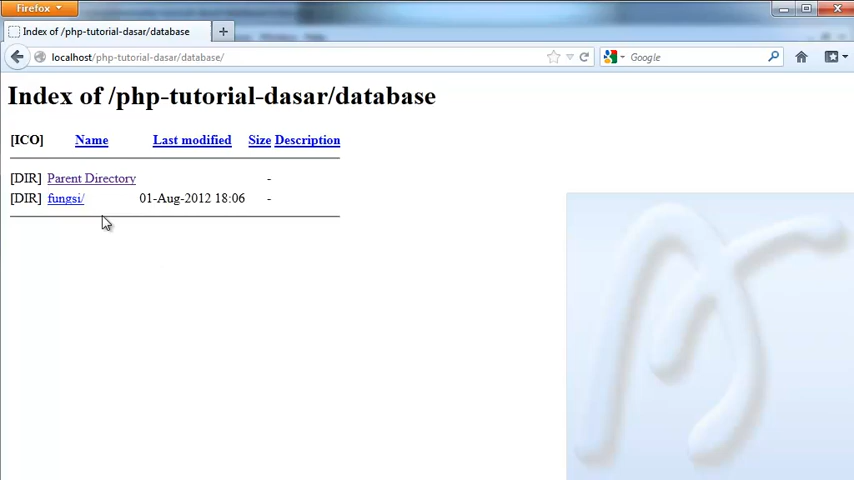 Firefox
Index of /php-tutorial-dasar/database
localhost/php-tutorial-dasar/database/
Google
Index of /php-tutorial-dasar/database
[ICO] Name Last modified Size Description
[DIR] Parent Directory -
[DIR] fungsi/ 01-Aug-2012 18:06 -